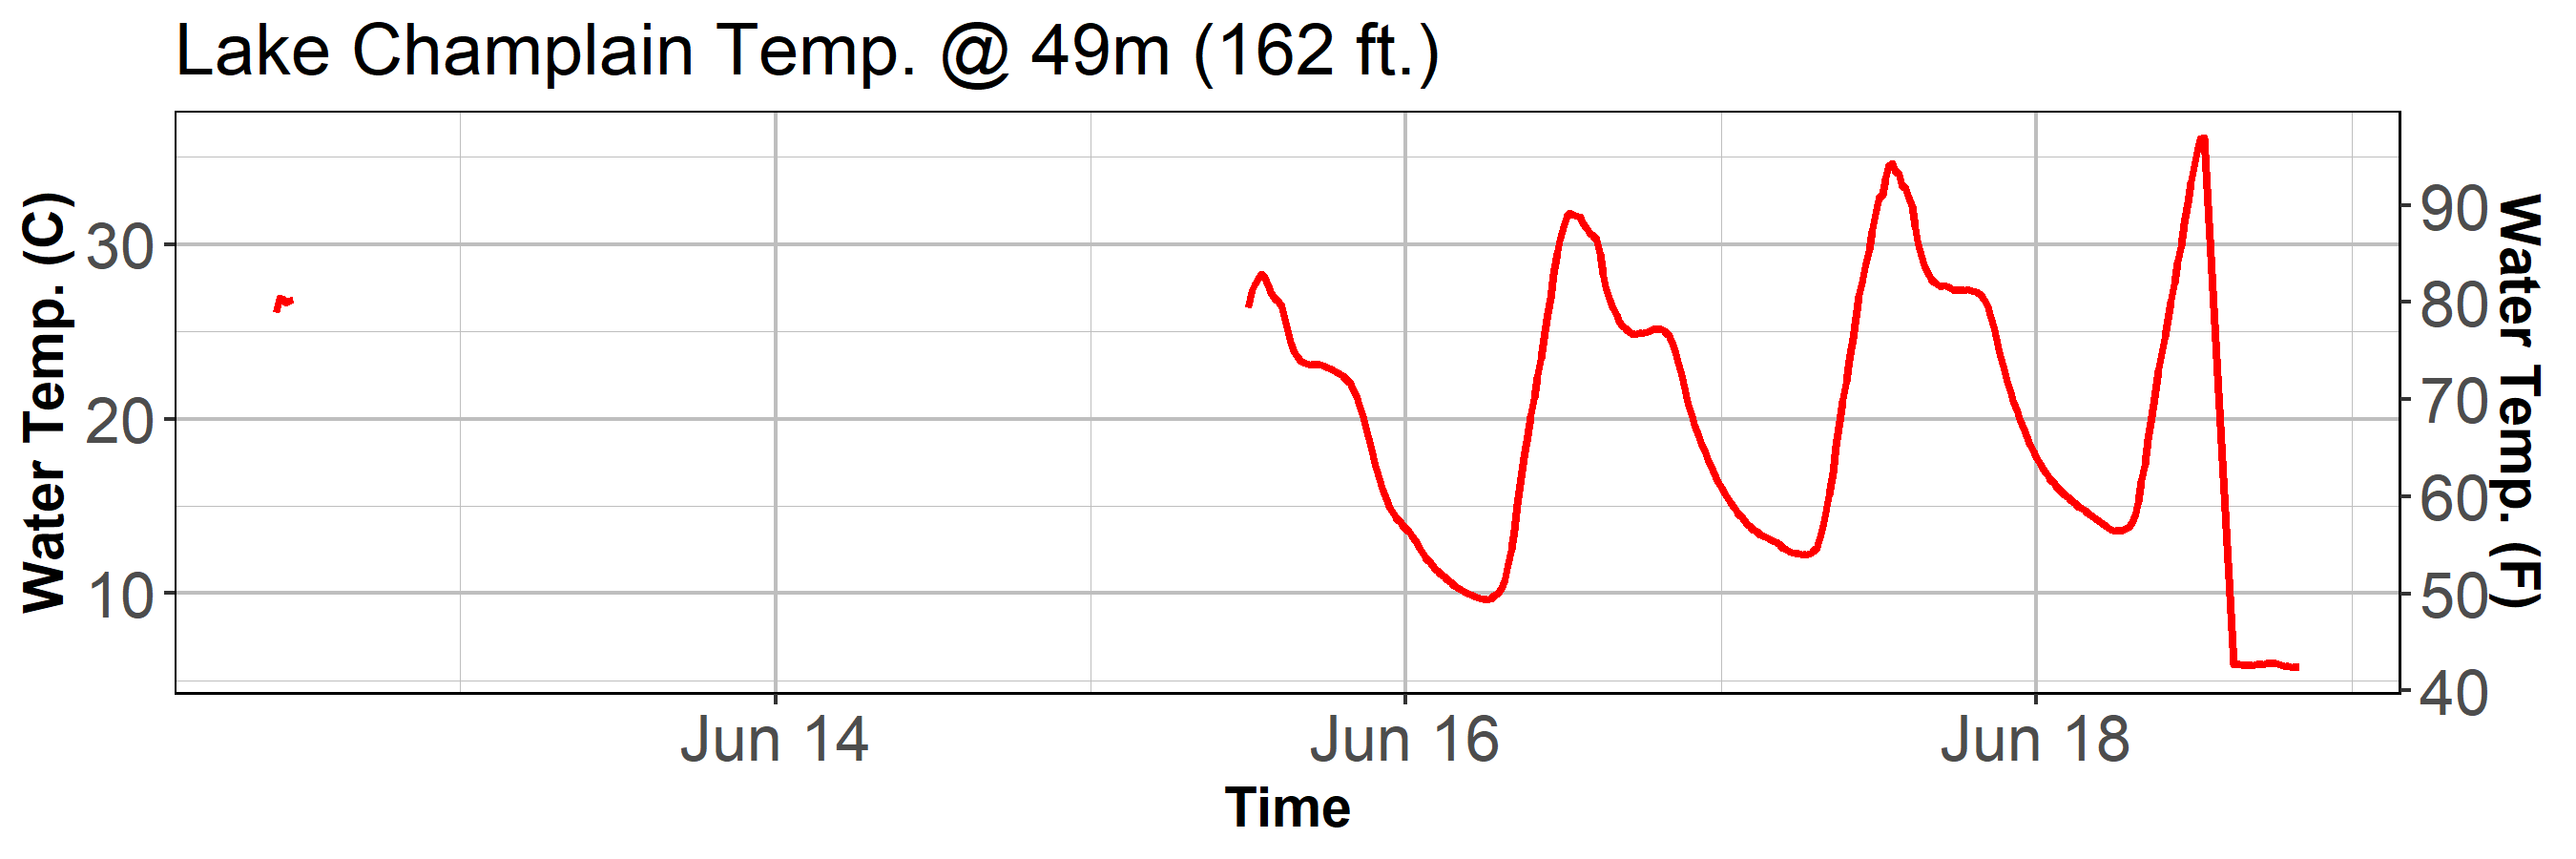 Lake Champlain Temp. @ 49m (162 ft.)
Water Temp. (C)
30
20
10
90
80
70
60
50
40
Water Temp. (F)
Jun 14
Jun 16
Jun 18
Time